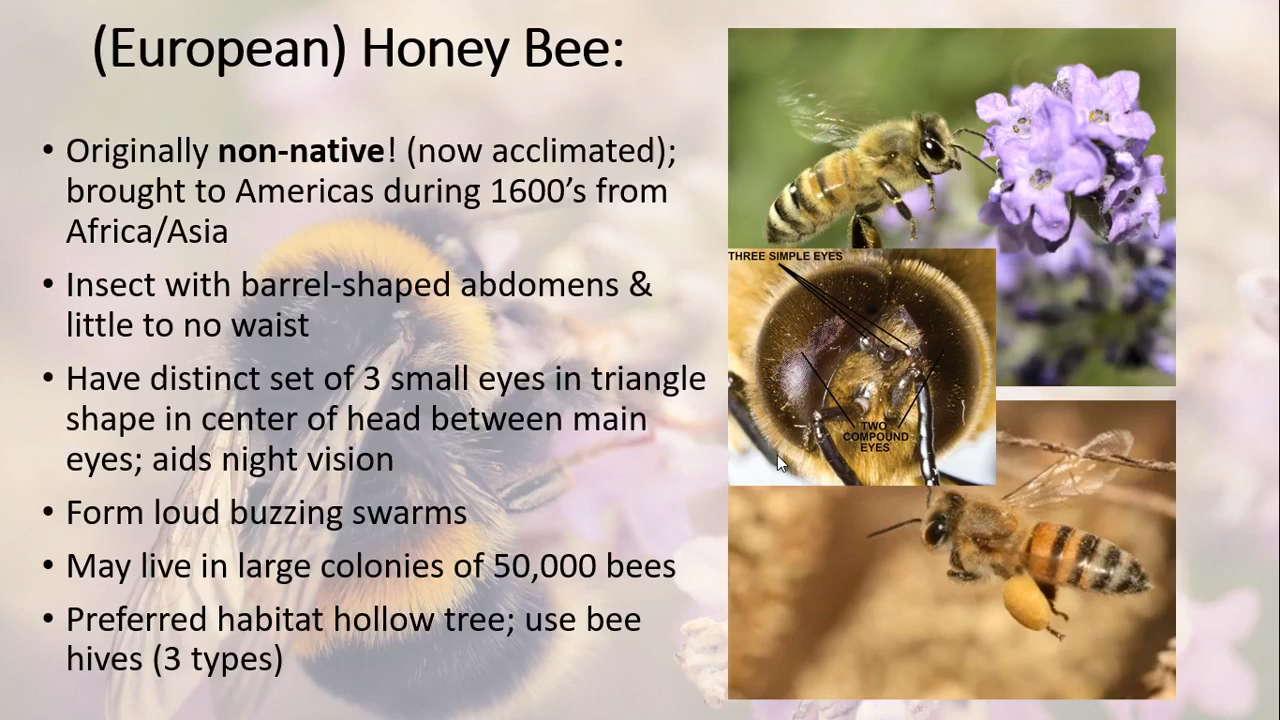 (European) Honey Bee:
• Originally non-native! (now acclimated);
brought to Americas during 1600’s from
Africa/Asia
• Insect with barrel-shaped abdomens &
little to no waist
• Have distinct set of 3 small eyes in triangle
shape in center of head between main
eyes; aids night vision
• Form loud buzzing swarms
• May live in large colonies of 50,000 bees
• Preferred habitat hollow tree; use bee
hives (3 types)
THREE SIMPLE EYES
TWO
COMPOUND
EYES